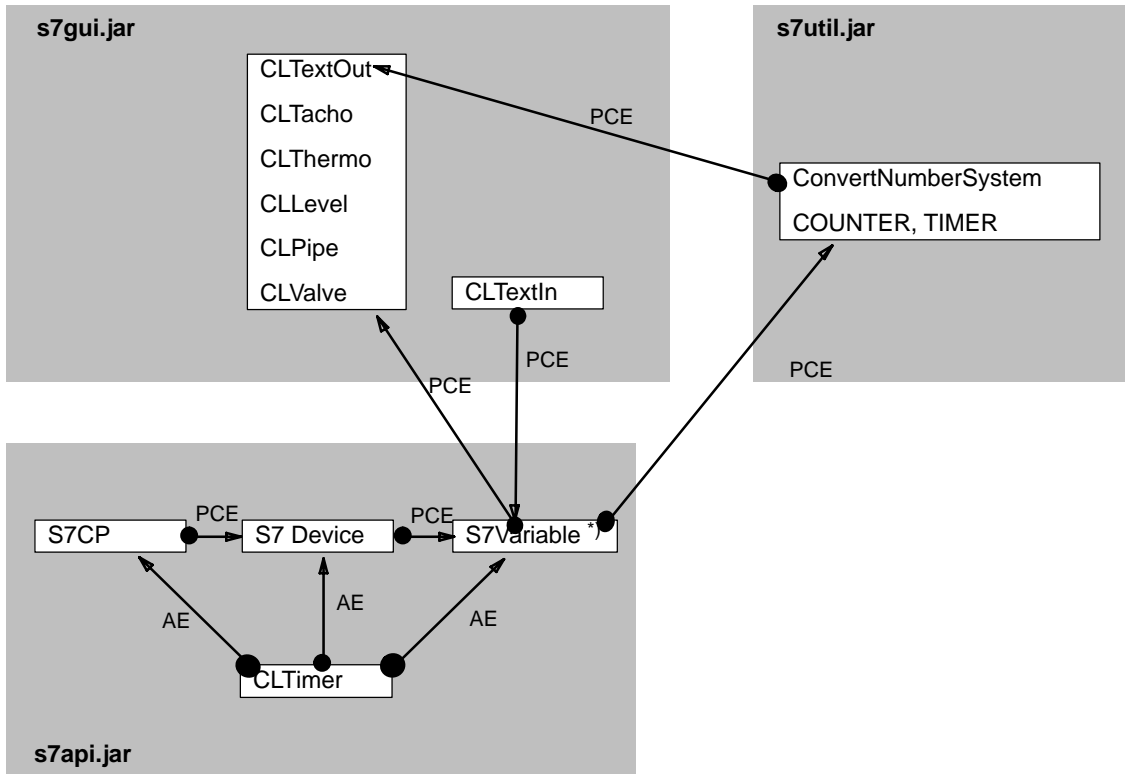 s7gui.jar
s7util.jar
CLTextOut
CLTacho
CLThermo
CLLevel
CLPipe
CLValve
PCE
ConvertNumberSystem
COUNTER, TIMER
CLTextIn
PCE
PCE
PCE
S7CP
PCE
S7 Device
PCE
S7Variable *)
AE
AE
AE
CLTimer
s7api.jar